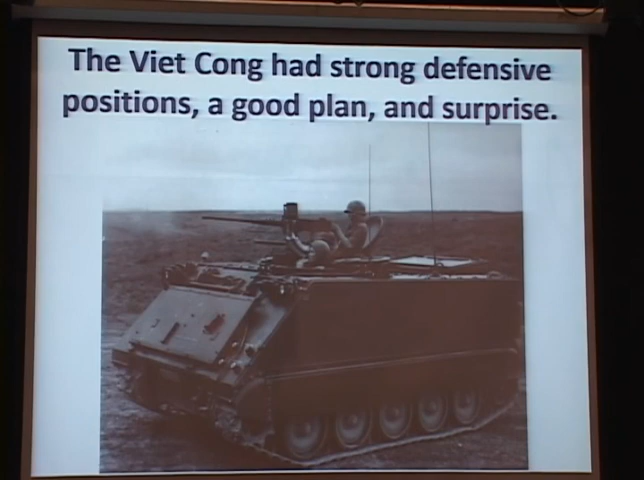 The Viet Cong had strong defensive
positions, a good plan, and surprise.